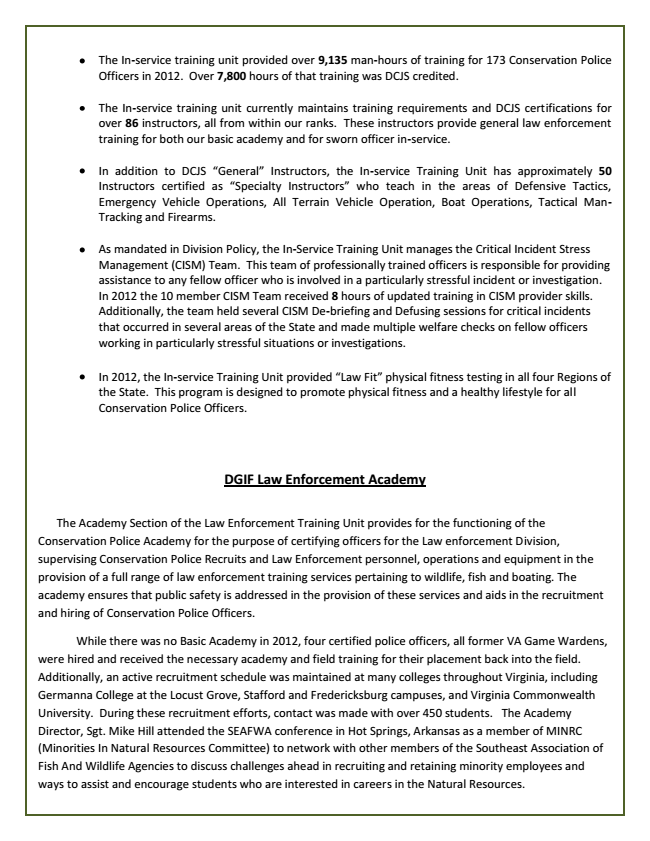 • The In-service training unit provided over 9,135 man-hours of training for 173 Conservation Police
Officers in 2012.  Over 7,800 hours of that training was DCJS credited.
• The In-service training unit currently maintains training requirements and DCJS certifications for
over 86 instructors, all from within our ranks.  These instructors provide general law enforcement
training for both our basic academy and for sworn officer in-service.
• In addition to DCJS “General” Instructors, the In-service Training Unit has approximately 50
Instructors certified as “Specialty Instructors” who teach in the areas of Defensive Tactics,
Emergency Vehicle Operations, All Terrain Vehicle Operation, Boat Operations, Tactical Man-
Tracking and Firearms.
• As mandated in Division Policy, the In-Service Training Unit manages the Critical Incident Stress
Management (CISM) Team.  This team of professionally trained officers is responsible for providing
assistance to any fellow officer who is involved in a particularly stressful incident or investigation.
In 2012 the 10 member CISM Team received 8 hours of updated training in CISM provider skills.
Additionally, the team held several CISM De-briefing and Defusing sessions for critical incidents
that occurred in several areas of the State and made multiple welfare checks on fellow officers
working in particularly stressful situations or investigations.
• In 2012, the In-service Training Unit provided “Law Fit” physical fitness testing in all four Regions of
the State.  This program is designed to promote physical fitness and a healthy lifestyle for all
Conservation Police Officers.
DGIF Law Enforcement Academy
The Academy Section of the Law Enforcement Training Unit provides for the functioning of the
Conservation Police Academy for the purpose of certifying officers for the Law enforcement Division,
supervising Conservation Police Recruits and Law Enforcement personnel, operations and equipment in the
provision of a full range of law enforcement training services pertaining to wildlife, fish and boating. The
academy ensures that public safety is addressed in the provision of these services and aids in the recruitment
and hiring of Conservation Police Officers.
While there was no Basic Academy in 2012, four certified police officers, all former VA Game Wardens,
were hired and received the necessary academy and field training for their placement back into the field.
Additionally, an active recruitment schedule was maintained at many colleges throughout Virginia, including
Germanna College at the Locust Grove, Stafford and Fredericksburg campuses, and Virginia Commonwealth
University.  During these recruitment efforts, contact was made with over 450 students.   The Academy
Director, Sgt. Mike Hill attended the SEAFWA conference in Hot Springs, Arkansas as a member of MINRC
(Minorities In Natural Resources Committee) to network with other members of the Southeast Association of
Fish And Wildlife Agencies to discuss challenges ahead in recruiting and retaining minority employees and
ways to assist and encourage students who are interested in careers in the Natural Resources.